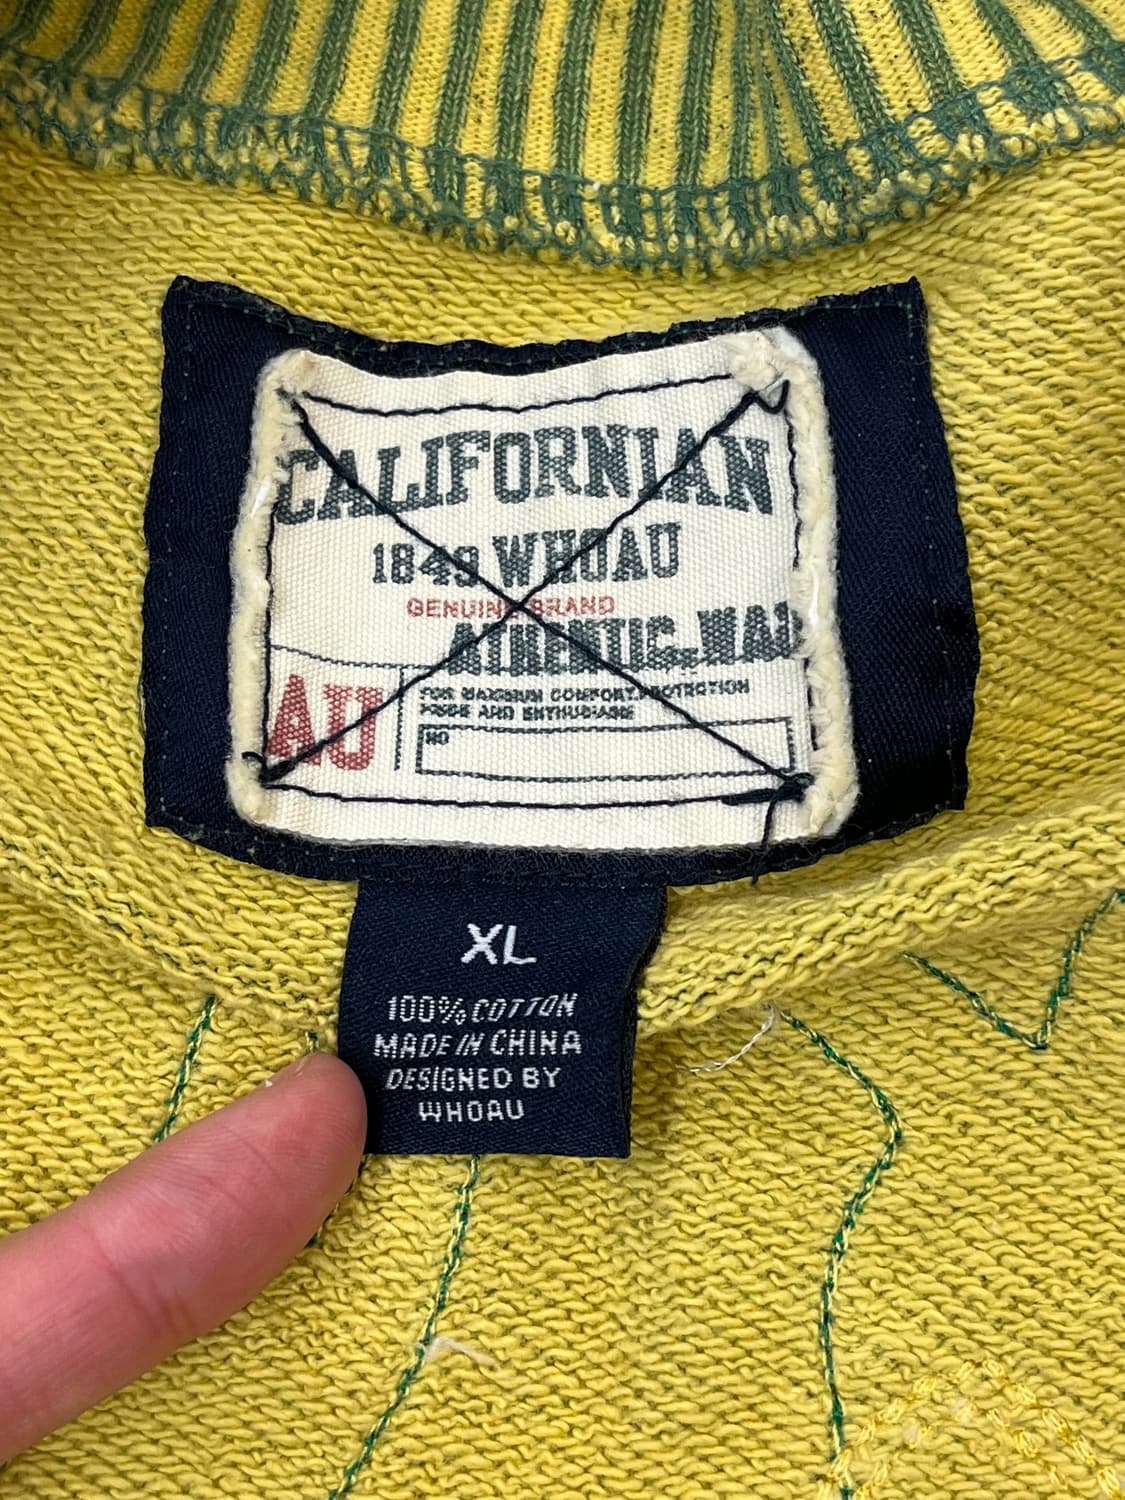 CALIFORNIAN
1849 WHOAU
GENUINE BRAND
AUTHENTIC-MAD
AU
FOR MAXIMUM COMFORT.PROTECTION
PRIDE AND ENTHUSIASM
NO
XL
100% COTTON
MADE IN CHINA
DESIGNED BY
WHOAU